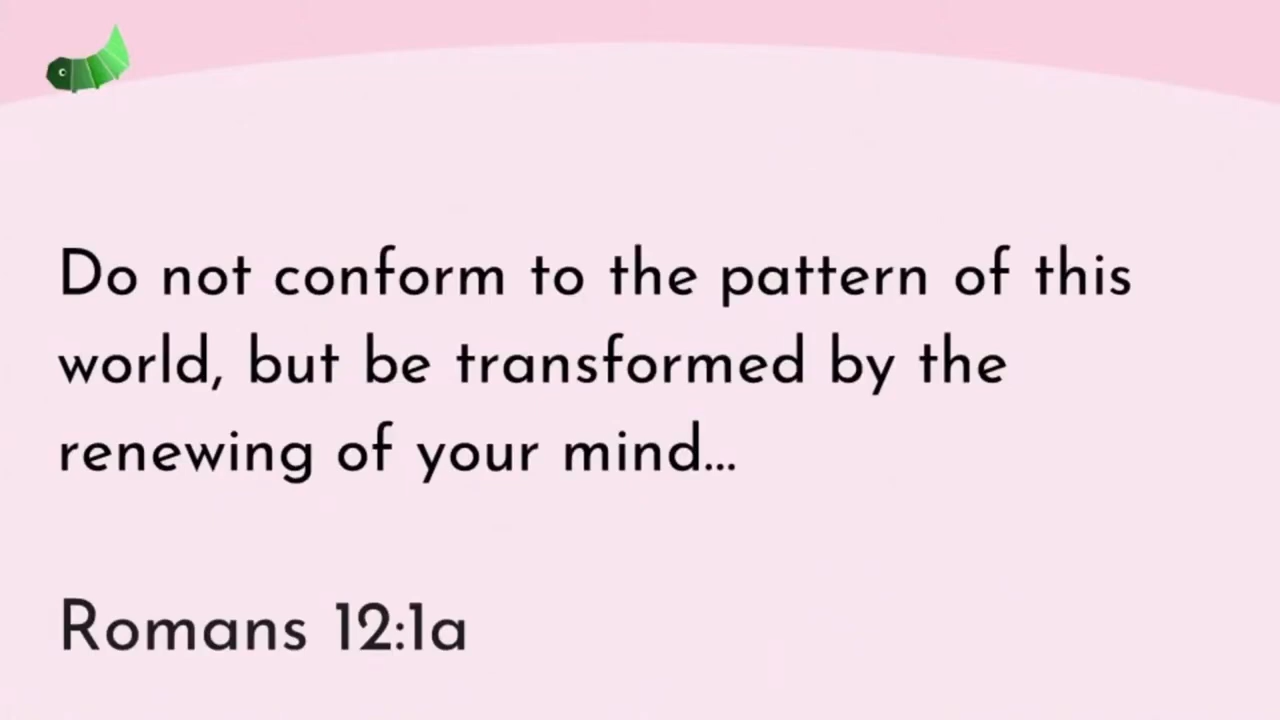 Do not conform to the pattern of this
world, but be transformed by the
renewing of your mind...
Romans 12:1a